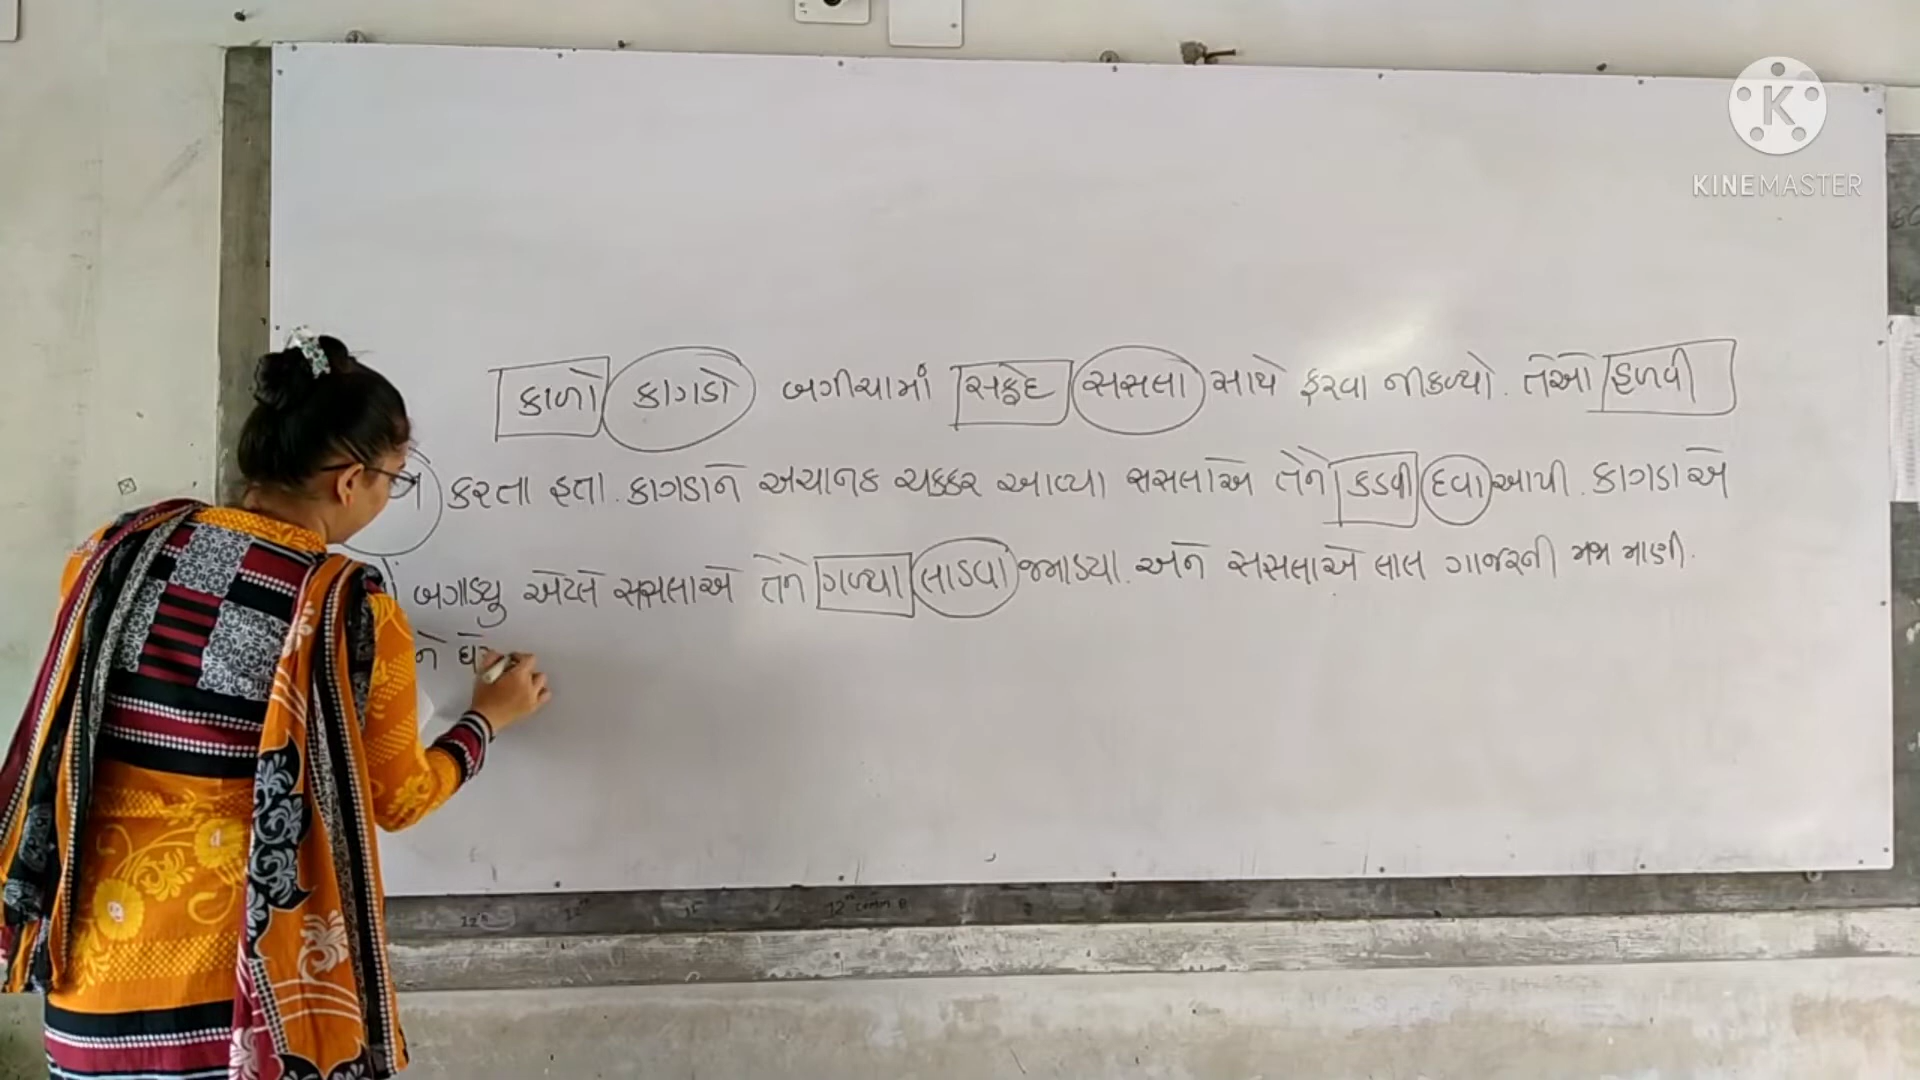 KINEMASTER
કાળો કાગડો બગીચામાં સફેદ સસલા સાથે ફરવા નીકળ્યો. તેઓ હળવી
કરતા હતા. કાગડાને અચાનક ચક્કર આવ્યા સસલાએ તેને કડવી દવા આપી. કાગડાએ
બગાડ્યુ એટલે સસલાએ તેને ગળ્યા લાડવા જમાડ્યા. અને સસલાએ લાલ ગાજરની મજા માણી.
ને